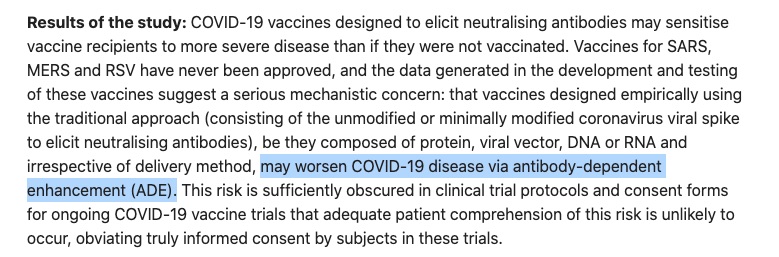 Results of the study: COVID-19 vaccines designed to elicit neutralising antibodies may sensitise
vaccine recipients to more severe disease than if they were not vaccinated. Vaccines for SARS,
MERS and RSV have never been approved, and the data generated in the development and testing
of these vaccines suggest a serious mechanistic concern: that vaccines designed empirically using
the traditional approach (consisting of the unmodified or minimally modified coronavirus viral spike
to elicit neutralising antibodies), be they composed of protein, viral vector, DNA or RNA and
irrespective of delivery method, may worsen COVID-19 disease via antibody-dependent
enhancement (ADE). This risk is sufficiently obscured in clinical trial protocols and consent forms
for ongoing COVID-19 vaccine trials that adequate patient comprehension of this risk is unlikely to
occur, obviating truly informed consent by subjects in these trials.